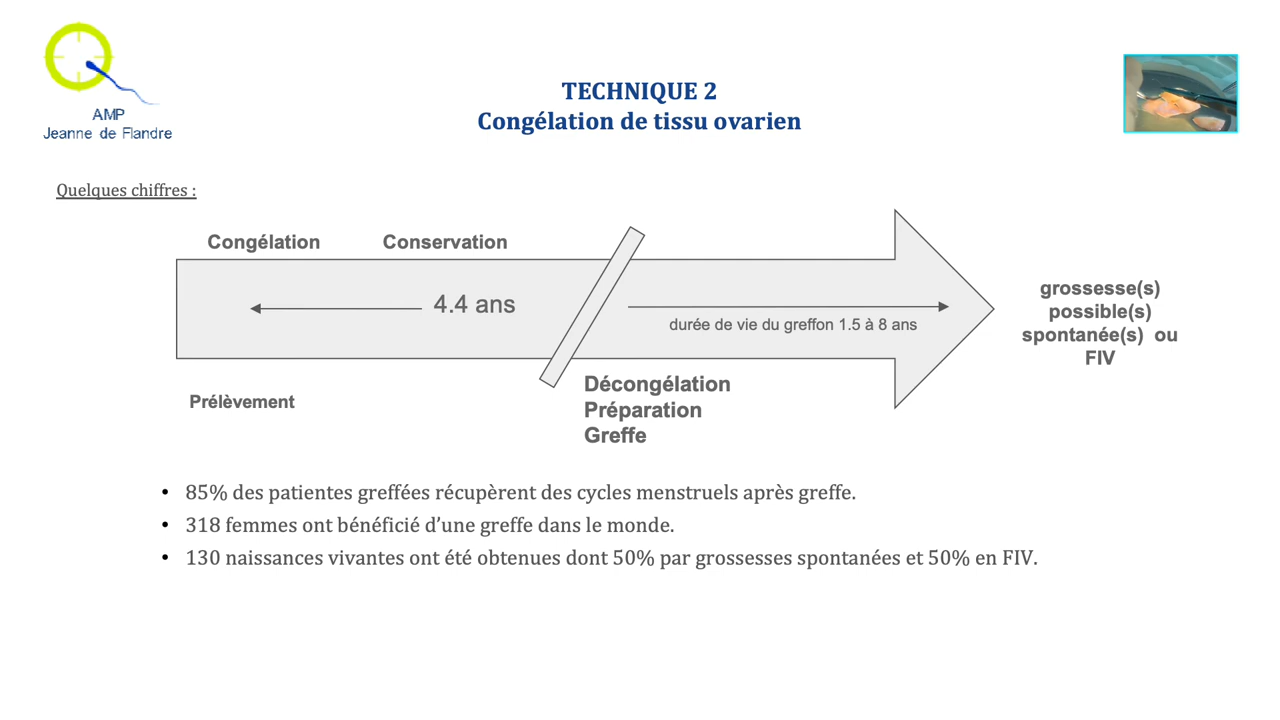 AMP
Jeanne de Flandre
TECHNIQUE 2
Congélation de tissu ovarien
Quelques chiffres :
Congélation
Conservation
4.4 ans
durée de vie du greffon 1.5 à 8 ans
grossesse(s)
possible(s)
spontanée(s) ou
FIV
Prélèvement
Décongélation
Préparation
Greffe
• 85% des patientes greffées récupèrent des cycles menstruels après greffe.
• 318 femmes ont bénéficié d’une greffe dans le monde.
• 130 naissances vivantes ont été obtenues dont 50% par grossesses spontanées et 50% en FIV.